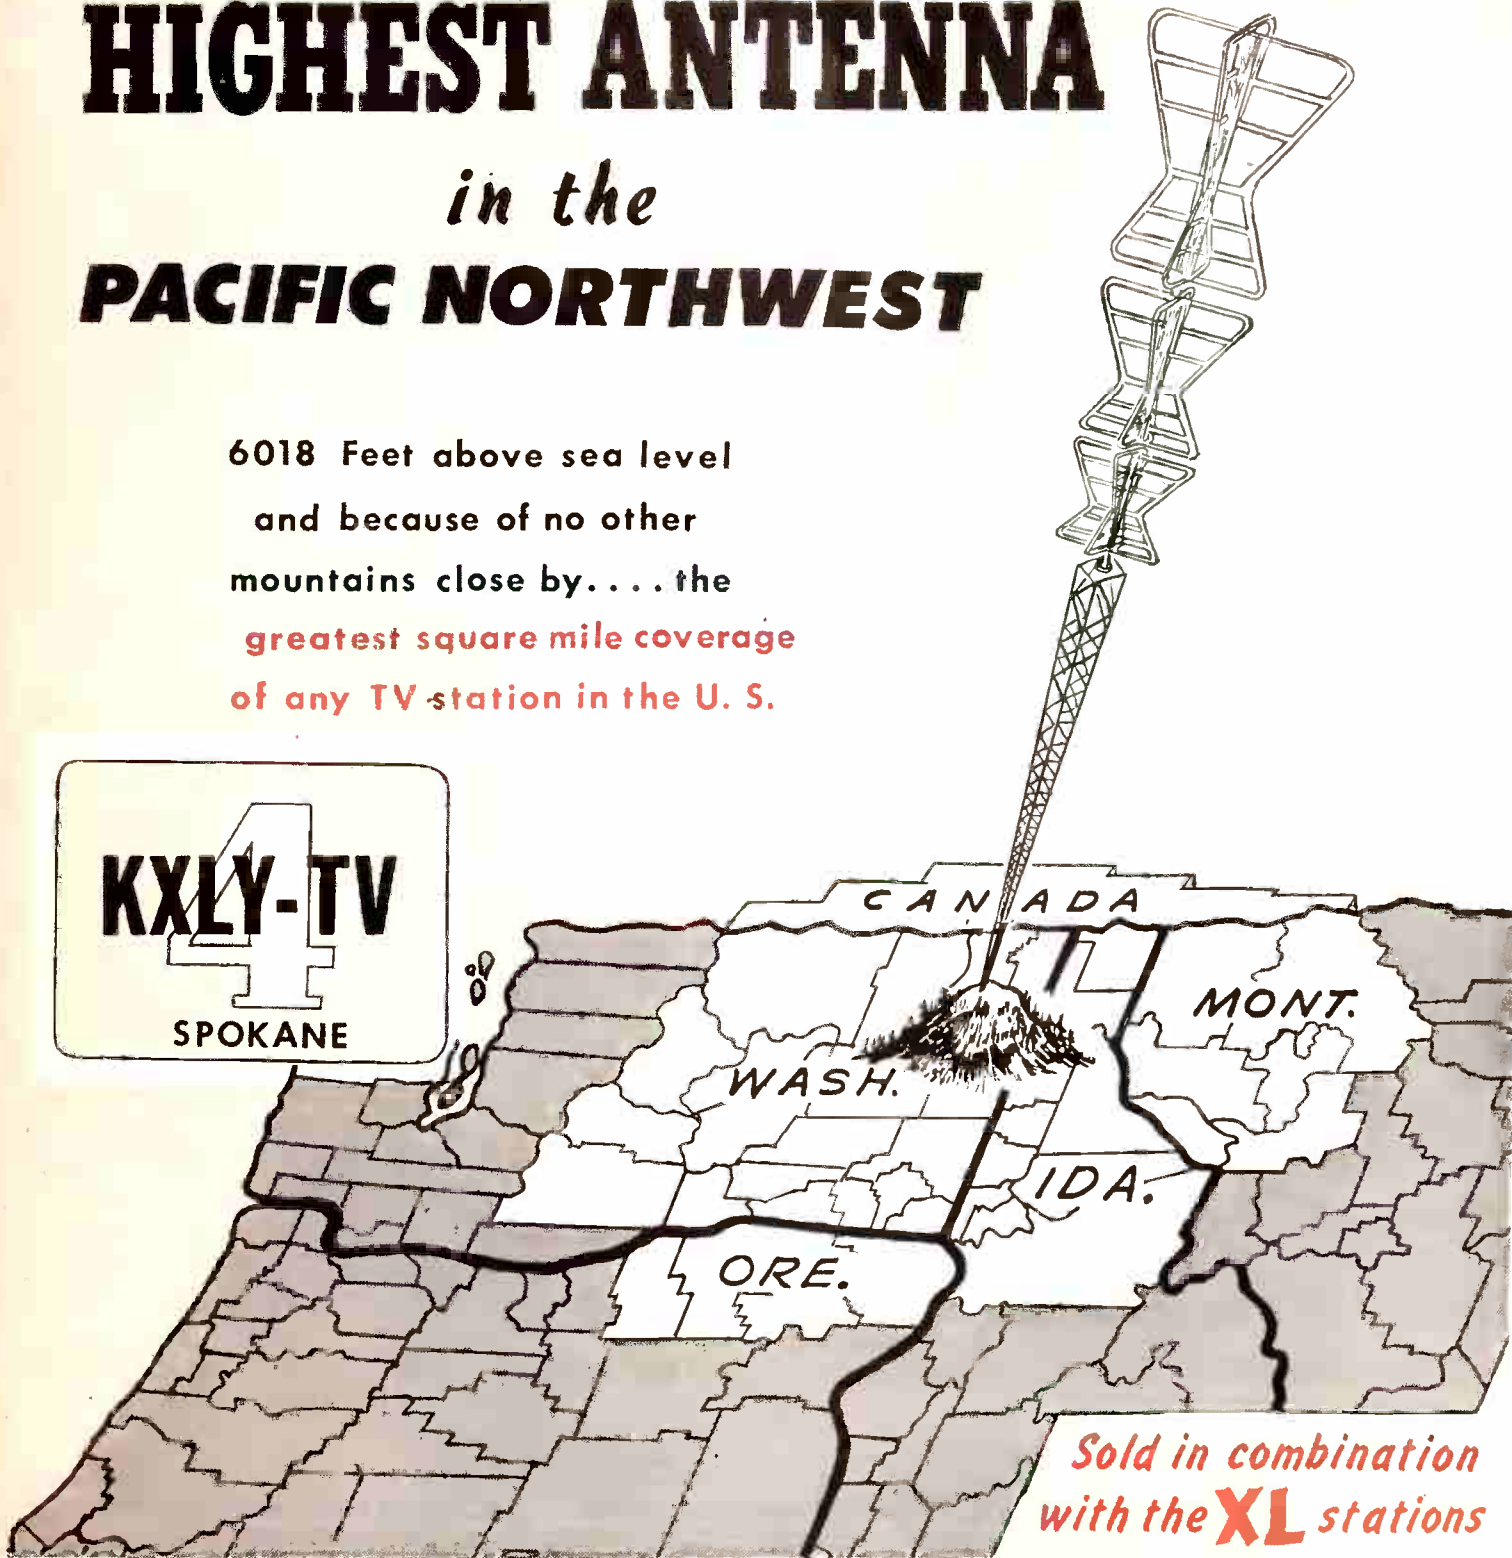 HIGHEST ANTENNA
in the
PACIFIC NORTHWEST
6018 Feet above sea level
and because of no other
mountains close by.... the
greatest square mile coverage
of any TV station in the U. S.
4
KXLY-TV
SPOKANE
CANADA
MONT.
WASH.
IDA.
ORE.
Sold in combination
with the XL stations